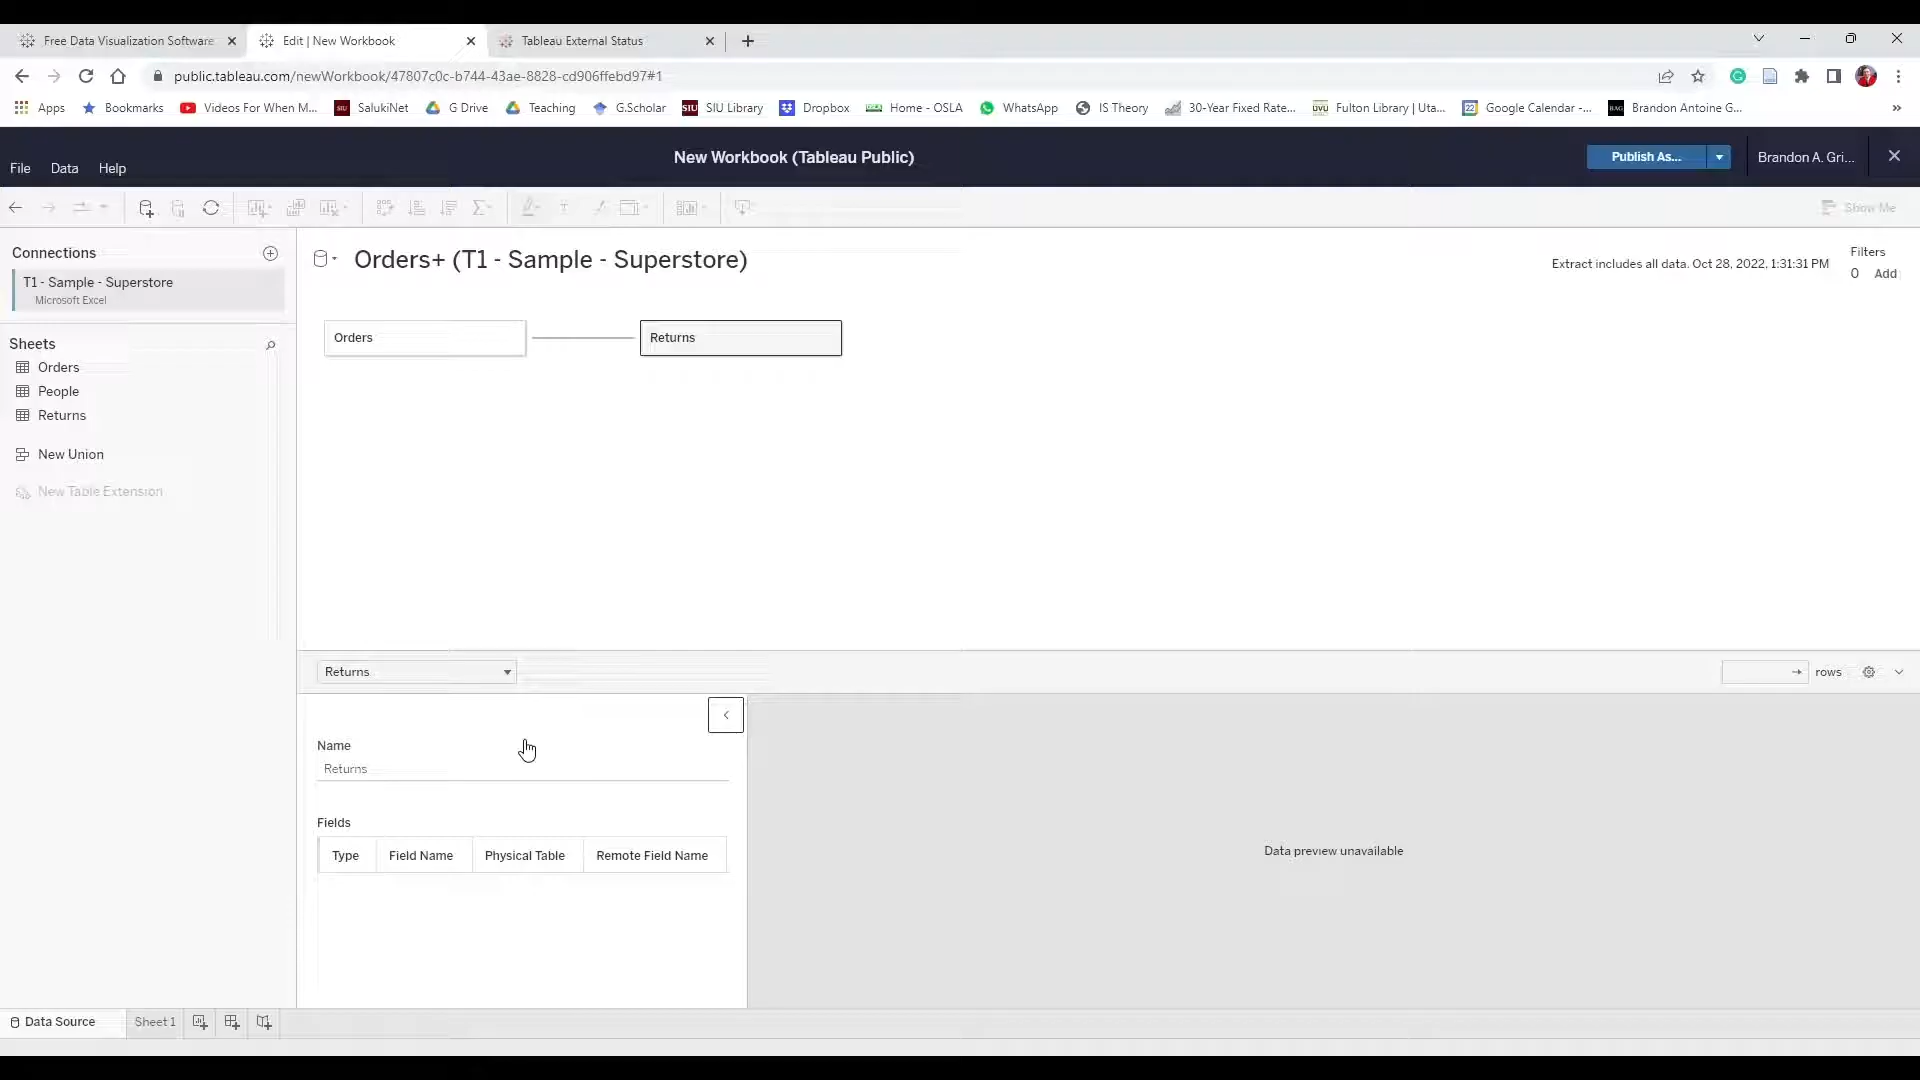 Free Data Visualization Software
Edit | New Workbook
Tableau External Status
public.tableau.com/newWorkbook/47807c0c-b744-43ae-8828-cd906ffebd97#1
Apps
Bookmarks
Videos For When M...
SIU
SalukiNet
G Drive
Teaching
G.Scholar
SIU
SIU Library
Dropbox
Home - OSLA
WhatsApp
IS Theory
30-Year Fixed Rate...
UVU
Fulton Library | Uta...
22
Google Calendar -...
BAG
Brandon Antoine G...
File
Data
Help
New Workbook (Tableau Public)
Publish As...
Brandon A. Gri...
Show Me
Connections
T1 - Sample - Superstore
Microsoft Excel
Sheets
Orders
People
Returns
New Union
New Table Extension
Orders+ (T1 - Sample - Superstore)
Extract includes all data. Oct 28, 2022, 1:31:31 PM
Filters
0 Add
Orders
Returns
Returns
rows
Name
Returns
Fields
Type
Field Name
Physical Table
Remote Field Name
Data preview unavailable
Data Source
Sheet 1